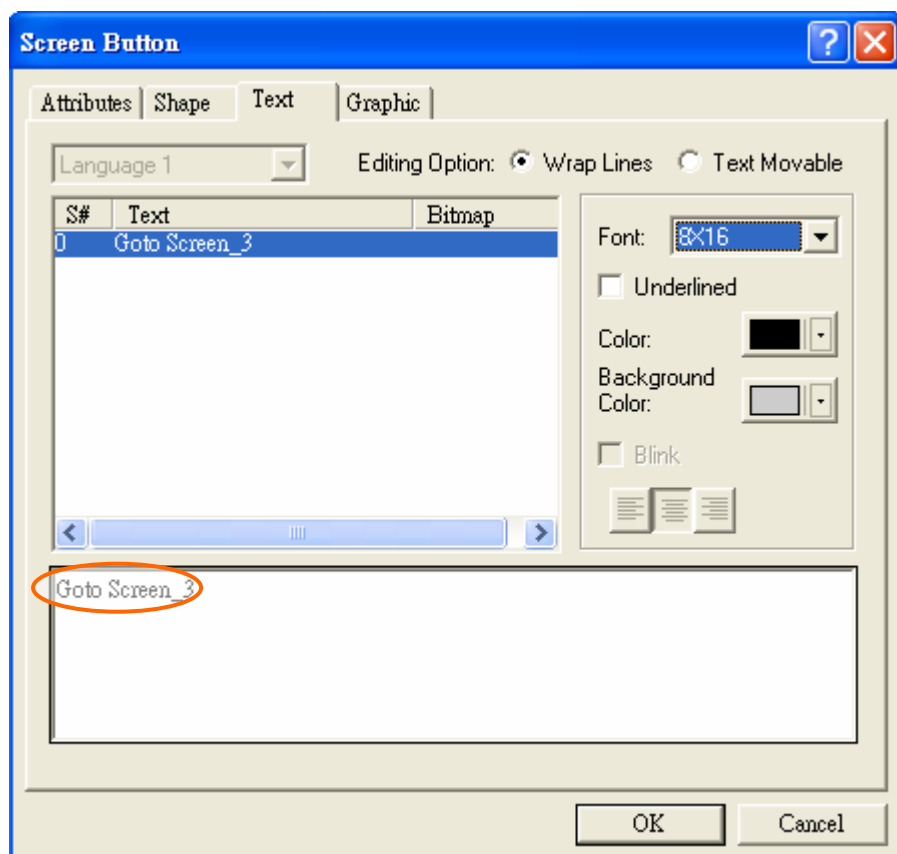 Screen Button
Attributes Shape Text Graphic
Language 1 Editing Option: Wrap Lines Text Movable
S# Text Bitmap
0 Goto Screen_3
Font: 8X16
Underlined
Color:
Background
Color:
Blink
Goto Screen_3
OK Cancel